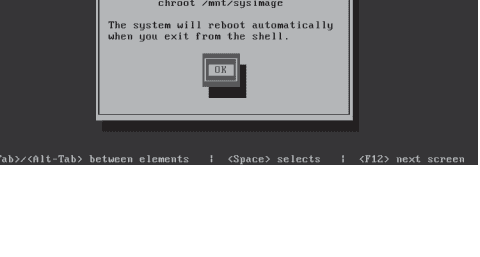 chroot /mnt/sysimage
The system will reboot automatically
when you exit from the shell.
OK
Tab>/<Alt-Tab> between elements | <Space> selects | <F12> next screen